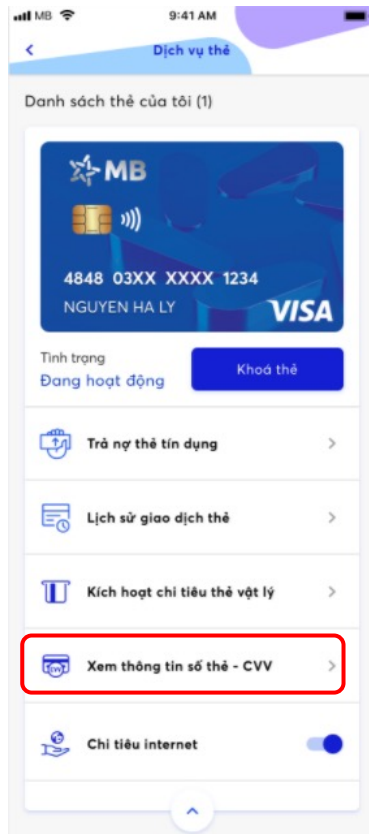 MB 9:41 AM
Dịch vụ thẻ
Danh sách thẻ của tôi (1)
MB
4848 03XX XXXX 1234
NGUYEN HA LY VISA
Tình trạng
Đang hoạt động
Khoá thẻ
Trả nợ thẻ tín dụng
Lịch sử giao dịch thẻ
Kích hoạt chi tiêu thẻ vật lý
CVV Xem thông tin số thẻ - CVV
Chi tiêu internet